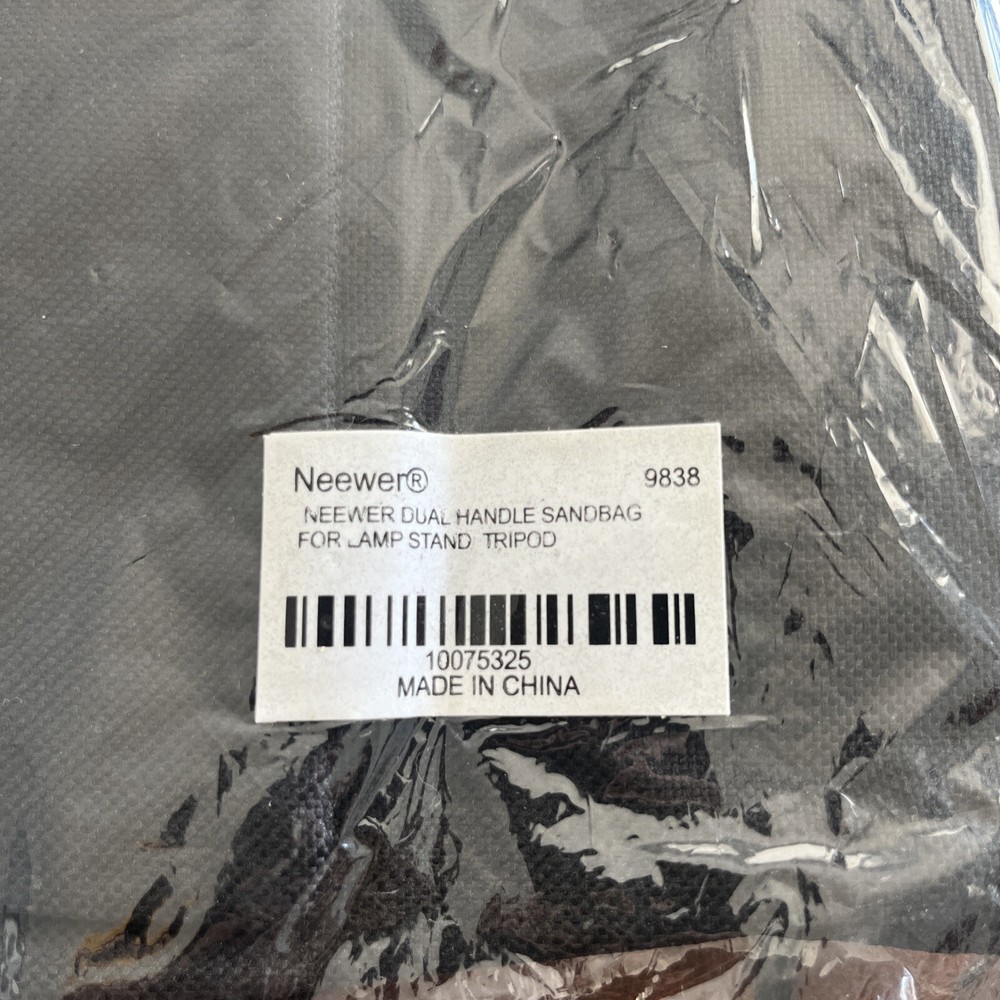 Neewer® 9838
NEEWER DUAL HANDLE SANDBAG
FOR LAMP STAND TRIPOD
10075325
MADE IN CHINA